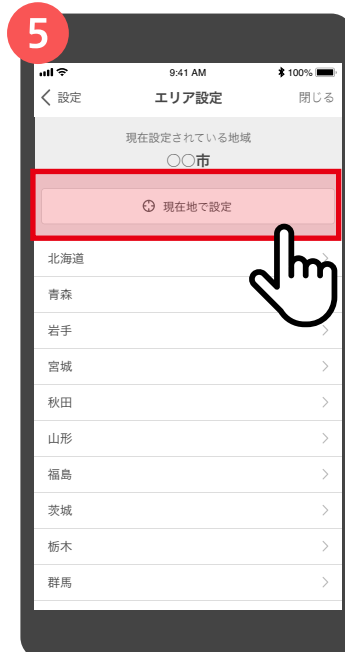 5
9:41 AM 100%
設定 エリア設定 閉じる
現在設定されている地域
〇〇市
現在地で設定
北海道
青森
岩手
宮城
秋田
山形
福島
茨城
栃木
群馬